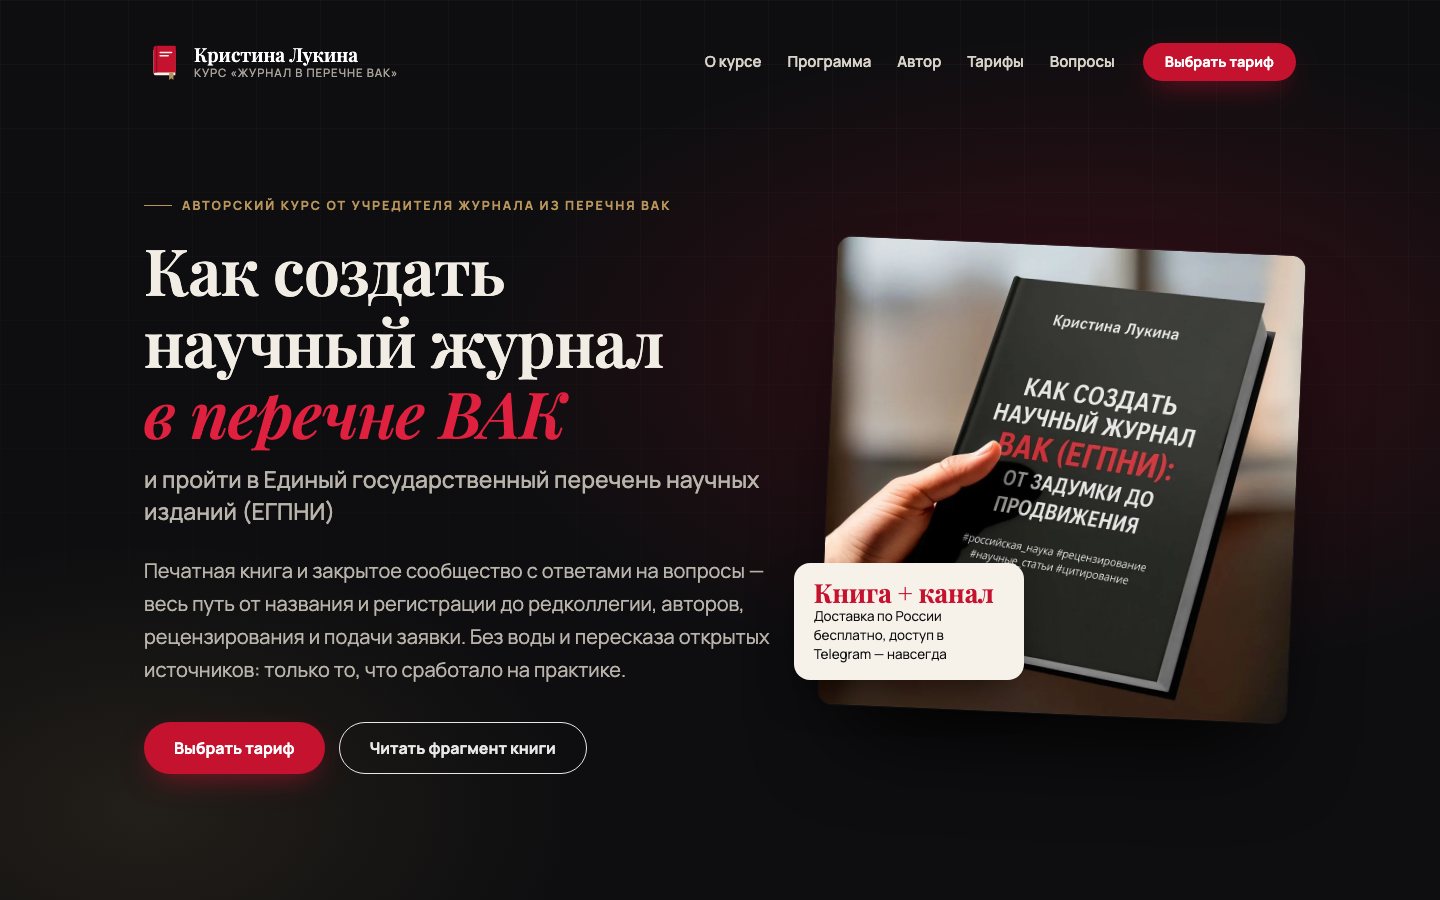 Кристина Лукина
КУРС «ЖУРНАЛ В ПЕРЕЧНЕ ВАК»
О курсе
Программа
Автор
Тарифы
Вопросы
Выбрать тариф
АВТОРСКИЙ КУРС ОТ УЧРЕДИТЕЛЯ ЖУРНАЛА ИЗ ПЕРЕЧНЯ ВАК
Как создать
научный журнал
в перечне ВАК
и пройти в Единый государственный перечень научных
изданий (ЕГПНИ)
Печатная книга и закрытое сообщество с ответами на вопросы —
весь путь от названия и регистрации до редколлегии, авторов,
рецензирования и подачи заявки. Без воды и пересказа открытых
источников: только то, что сработало на практике.
Выбрать тариф
Читать фрагмент книги
Кристина Лукина
КАК СОЗДАТЬ
НАУЧНЫЙ ЖУРНАЛ
ВАК (ЕГПНИ):
ОТ ЗАДУМКИ ДО
ПРОДВИЖЕНИЯ
#российская_наука #рецензирование
#научные_статьи #цитирование
Книга + канал
Доставка по России
бесплатно, доступ в
Telegram — навсегда